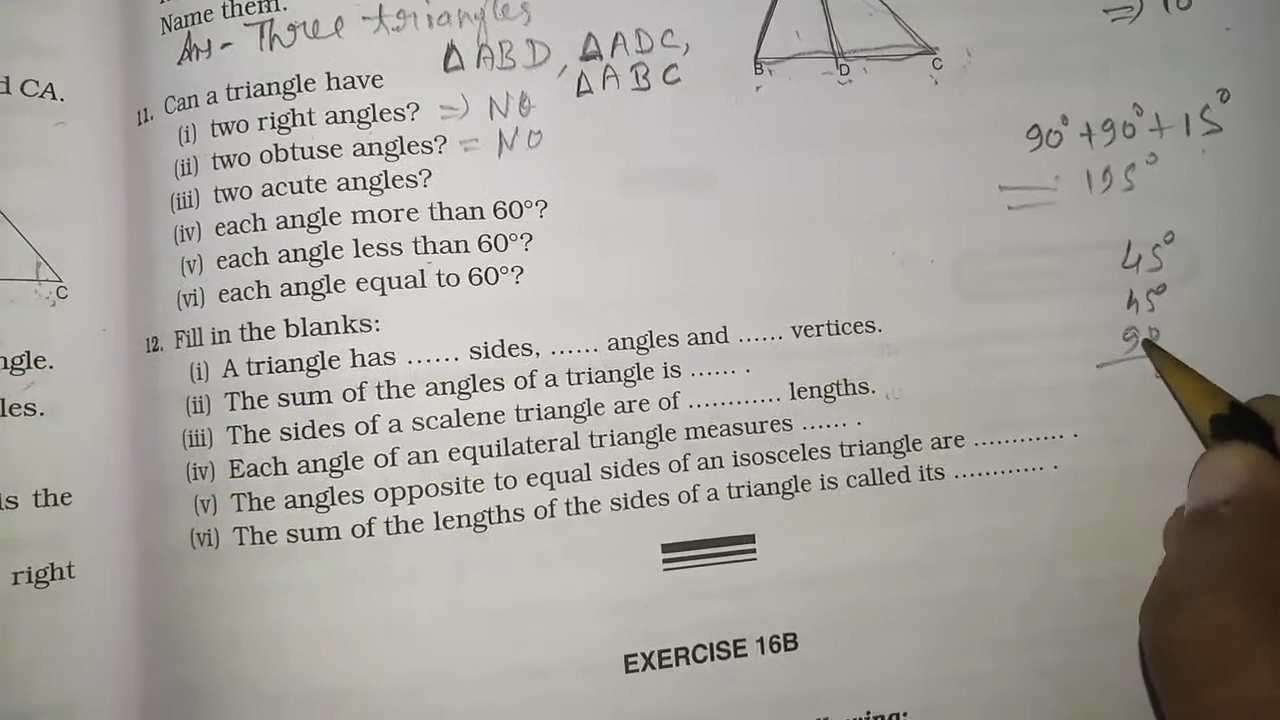 Name them.
Ans- Three triangles
△ ABD, △ADC,
△ABC
B
D
C
d CA.
11. Can a triangle have
(i) two right angles? => NO
(ii) two obtuse angles? = NO
(iii) two acute angles?
(iv) each angle more than 60°?
(v) each angle less than 60°?
(vi) each angle equal to 60°?
90° + 90° + 15°
195°
45°
45°
90
C
ngle.
les.
is the
right
12. Fill in the blanks:
(i) A triangle has ...... sides, ...... angles and ...... vertices.
(ii) The sum of the angles of a triangle is ...... .
(iii) The sides of a scalene triangle are of ............ lengths.
(iv) Each angle of an equilateral triangle measures ...... .
(v) The angles opposite to equal sides of an isosceles triangle are ............ .
(vi) The sum of the lengths of the sides of a triangle is called its ............ .
EXERCISE 16B